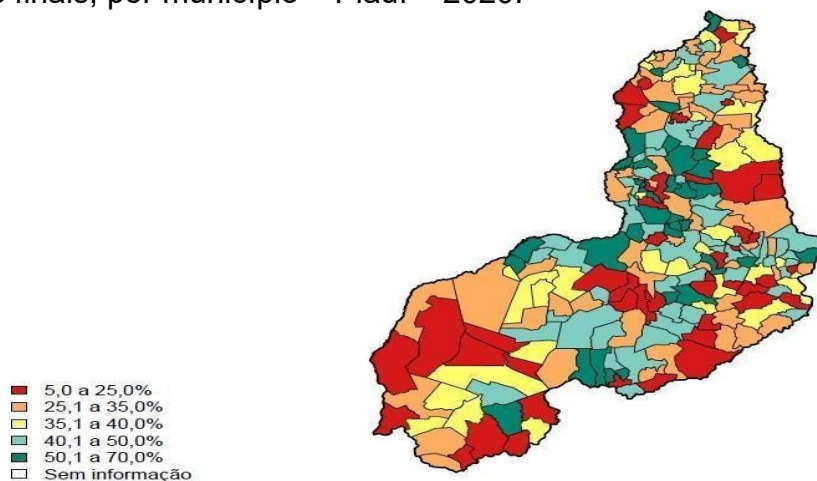 finais, por município – Piauí – 2020.
5,0 a 25,0%
25,1 a 35,0%
35,1 a 40,0%
40,1 a 50,0%
50,1 a 70,0%
Sem informação